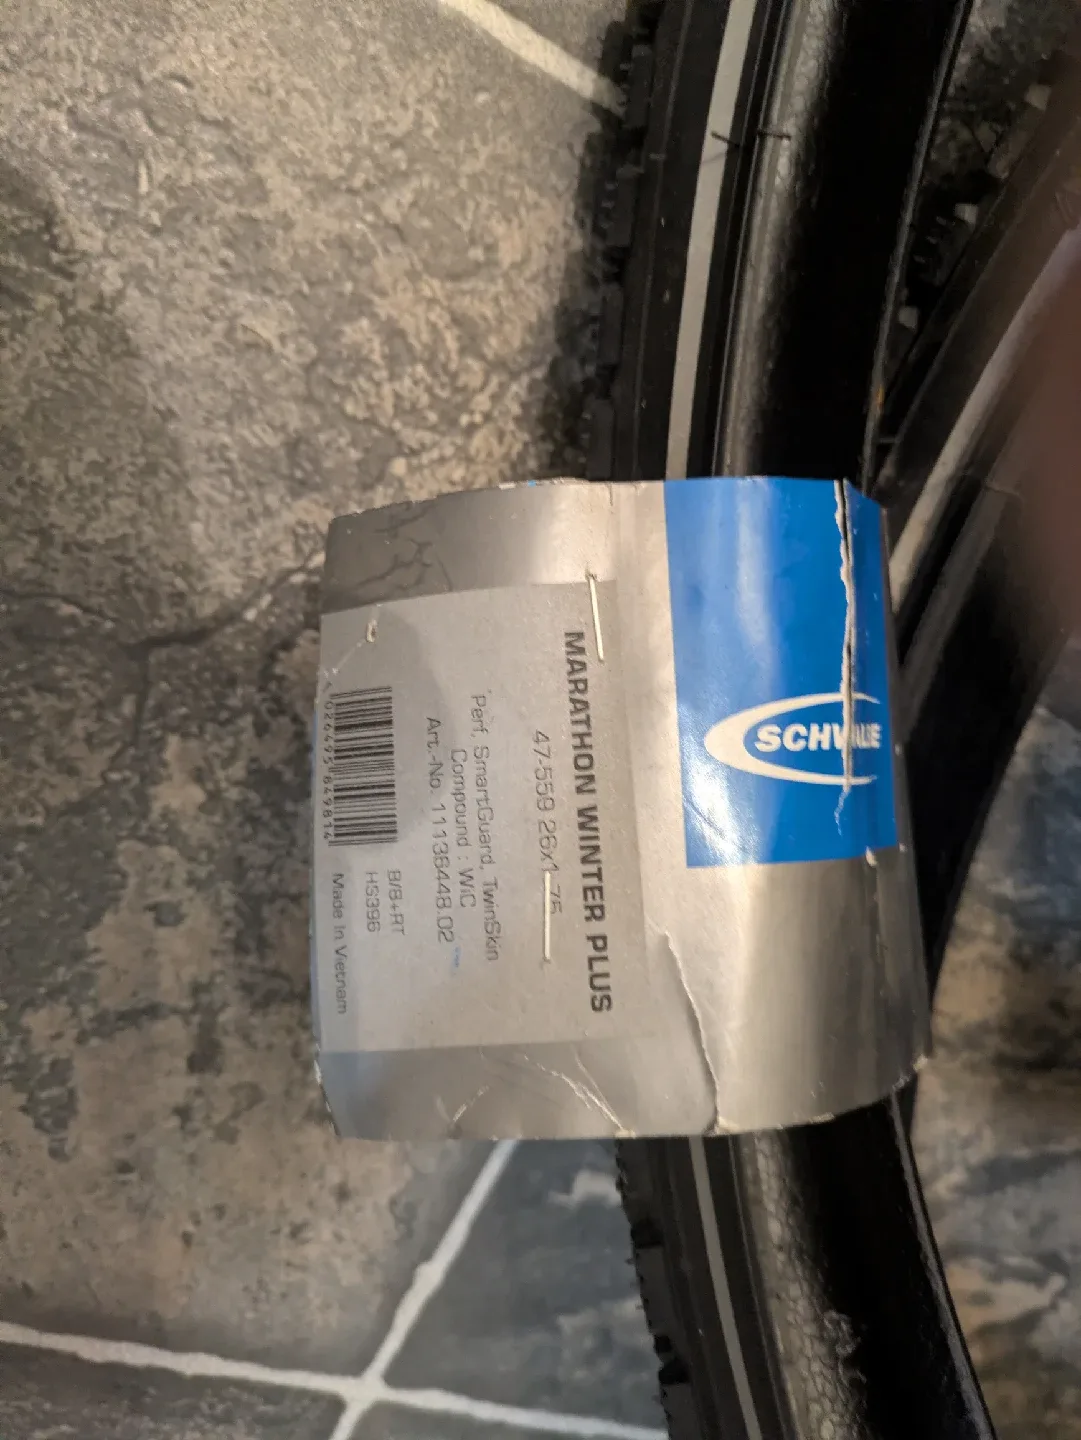 SCHWALBE
MARATHON WINTER PLUS
47-559 26x1.75
Perf, SmartGuard, TwinSkin
Compound : WiC
Art.-No. 11136448.02
B/B+RT
HS396
Made in Vietnam